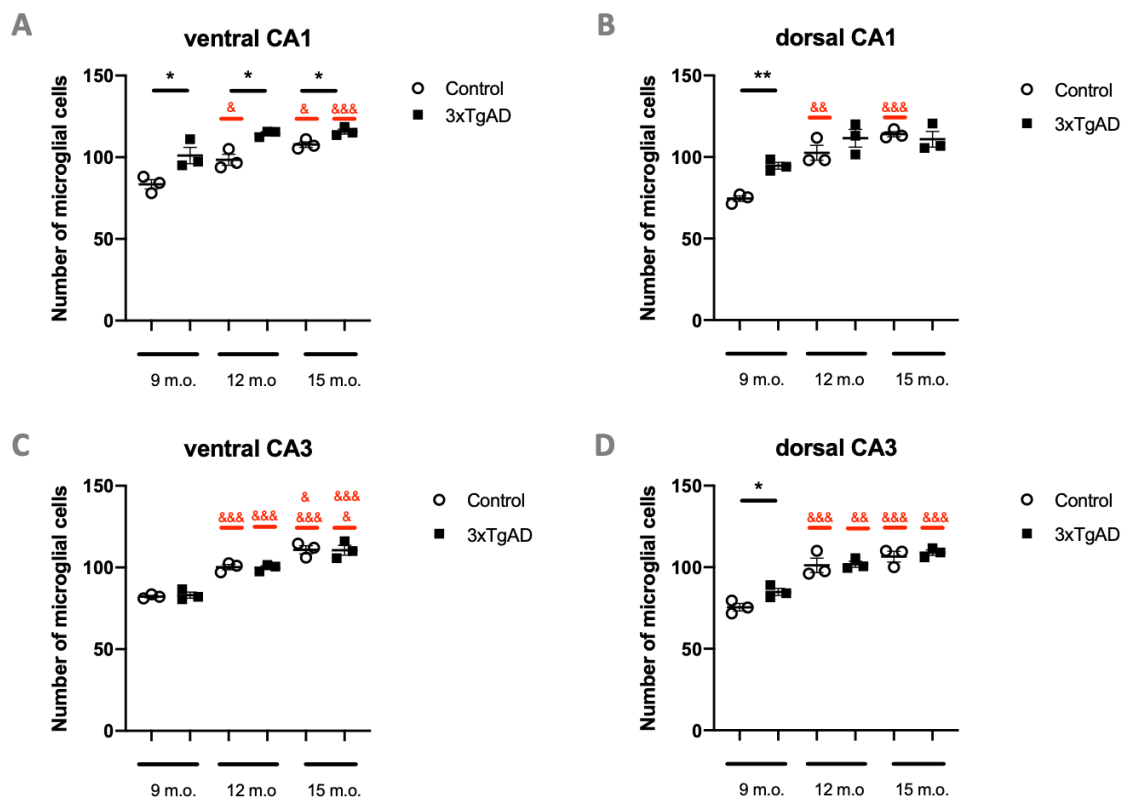 A
ventral CA1
Number of microglial cells
150
100
50
0
* * *
& & &&&
Control
3xTgAD
9 m.o. 12 m.o 15 m.o.
B
dorsal CA1
Number of microglial cells
150
100
50
0
**
&& &&&
Control
3xTgAD
9 m.o. 12 m.o 15 m.o.
C
ventral CA3
Number of microglial cells
150
100
50
0
& &&&
&&& &&& &&& &
Control
3xTgAD
9 m.o. 12 m.o 15 m.o.
D
dorsal CA3
Number of microglial cells
150
100
50
0
*
&&& && &&& &&&
Control
3xTgAD
9 m.o. 12 m.o 15 m.o.